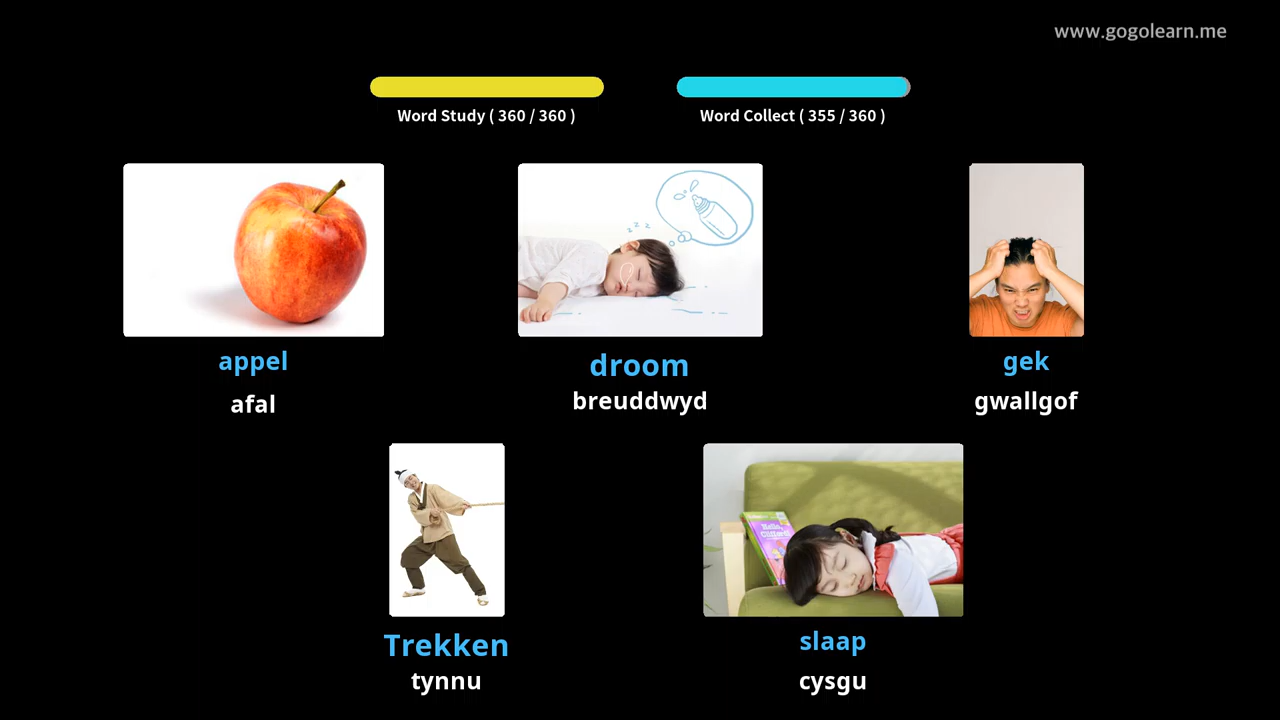 www.gogolearn.me
Word Study ( 360 / 360 )
Word Collect ( 355 / 360 )
appel
afal
droom
breuddwyd
gek
gwallgof
Trekken
tynnu
slaap
cysgu